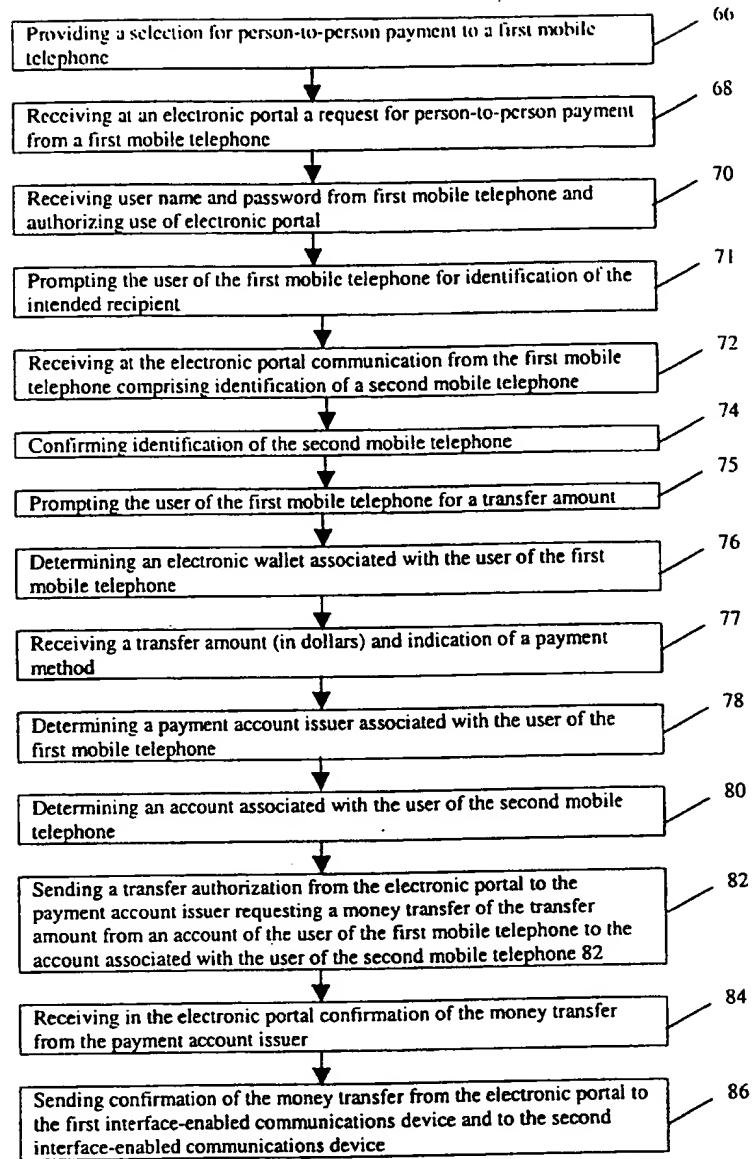 66
Providing a selection for person-to-person payment to a first mobile
telephone
68
Receiving at an electronic portal a request for person-to-person payment
from a first mobile telephone
70
Receiving user name and password from first mobile telephone and
authorizing use of electronic portal
71
Prompting the user of the first mobile telephone for identification of the
intended recipient
72
Receiving at the electronic portal communication from the first mobile
telephone comprising identification of a second mobile telephone
74
Confirming identification of the second mobile telephone
75
Prompting the user of the first mobile telephone for a transfer amount
76
Determining an electronic wallet associated with the user of the first
mobile telephone
77
Receiving a transfer amount (in dollars) and indication of a payment
method
78
Determining a payment account issuer associated with the user of the
first mobile telephone
80
Determining an account associated with the user of the second mobile
telephone
82
Sending a transfer authorization from the electronic portal to the
payment account issuer requesting a money transfer of the transfer
amount from an account of the user of the first mobile telephone to the
account associated with the user of the second mobile telephone 82
84
Receiving in the electronic portal confirmation of the money transfer
from the payment account issuer
86
Sending confirmation of the money transfer from the electronic portal to
the first interface-enabled communications device and to the second
interface-enabled communications device